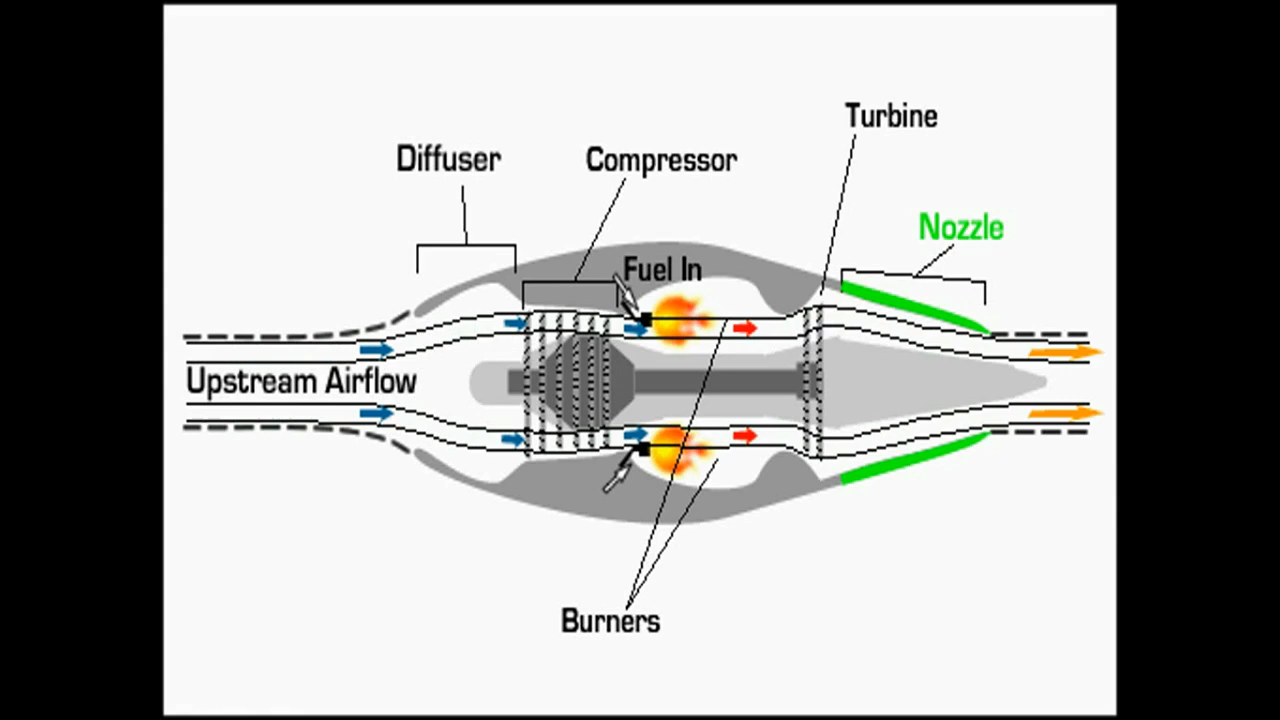 Turbine
Diffuser
Compressor
Nozzle
Fuel In
Upstream Airflow
Burners